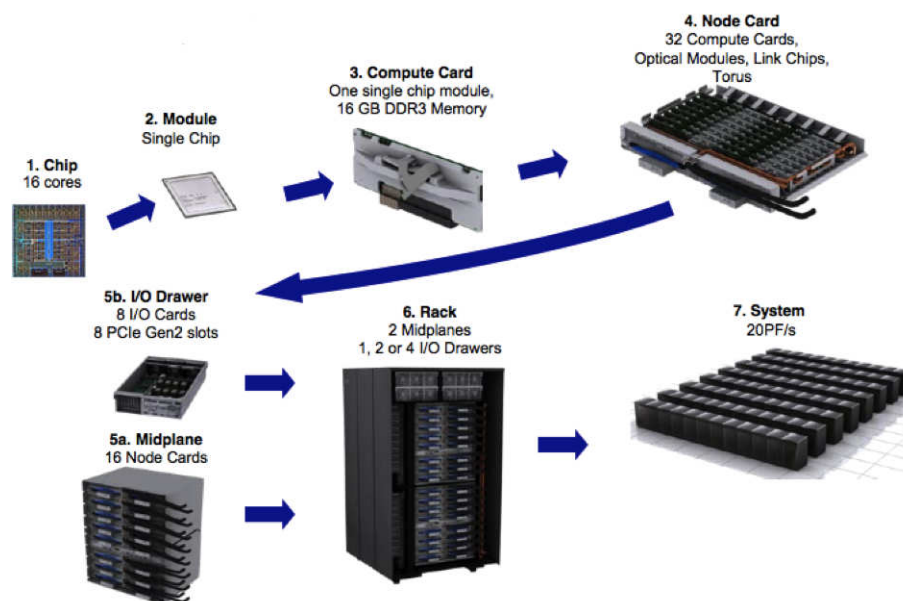 1. Chip
16 cores
2. Module
Single Chip
3. Compute Card
One single chip module,
16 GB DDR3 Memory
4. Node Card
32 Compute Cards,
Optical Modules, Link Chips,
Torus
5b. I/O Drawer
8 I/O Cards
8 PCIe Gen2 slots
5a. Midplane
16 Node Cards
6. Rack
2 Midplanes
1, 2 or 4 I/O Drawers
7. System
20PF/s